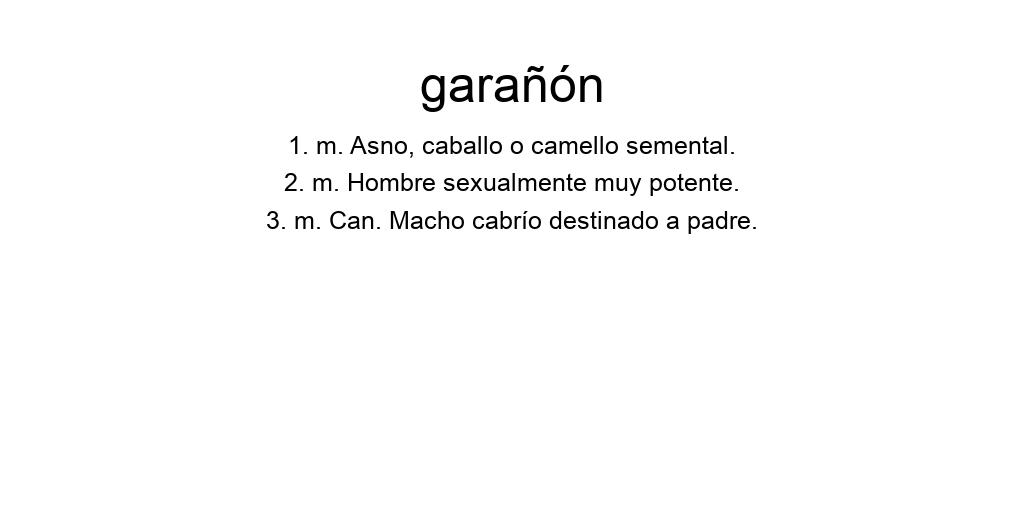 garañón
1. m. Asno, caballo o camello semental.
2. m. Hombre sexualmente muy potente.
3. m. Can. Macho cabrío destinado a padre.